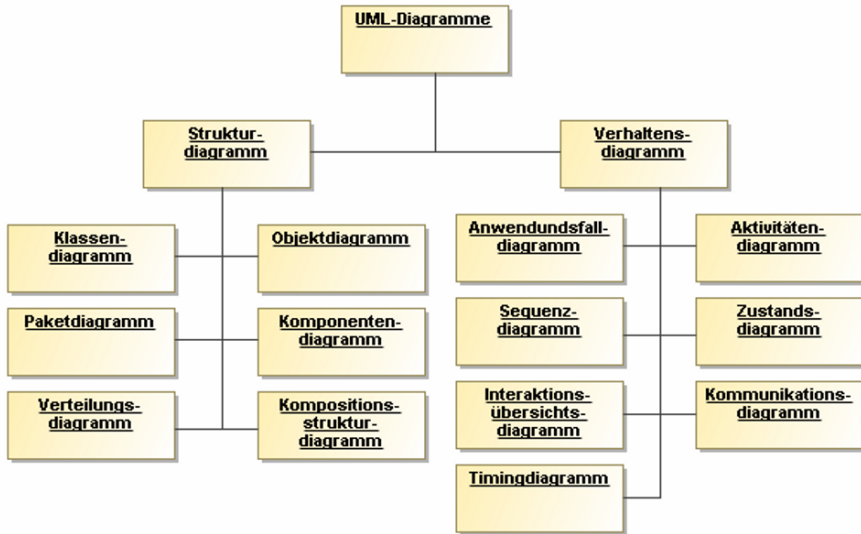 UML-Diagramme
Struktur-
diagramm
Verhaltens-
diagramm
Klassen-
diagramm
Objektdiagramm
Paketdiagramm
Komponenten-
diagramm
Verteilungs-
diagramm
Kompositions-
struktur-
diagramm
Anwendundsfall-
diagramm
Aktivitäten-
diagramm
Sequenz-
diagramm
Zustands-
diagramm
Interaktions-
übersichts-
diagramm
Kommunikations-
diagramm
Timingdiagramm